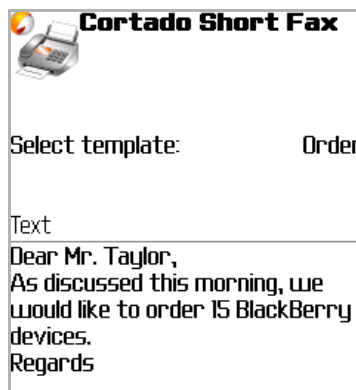 Cortado Short Fax
Select template: Order
Text
Dear Mr. Taylor,
As discussed this morning, we
would like to order 15 BlackBerry
devices.
Regards